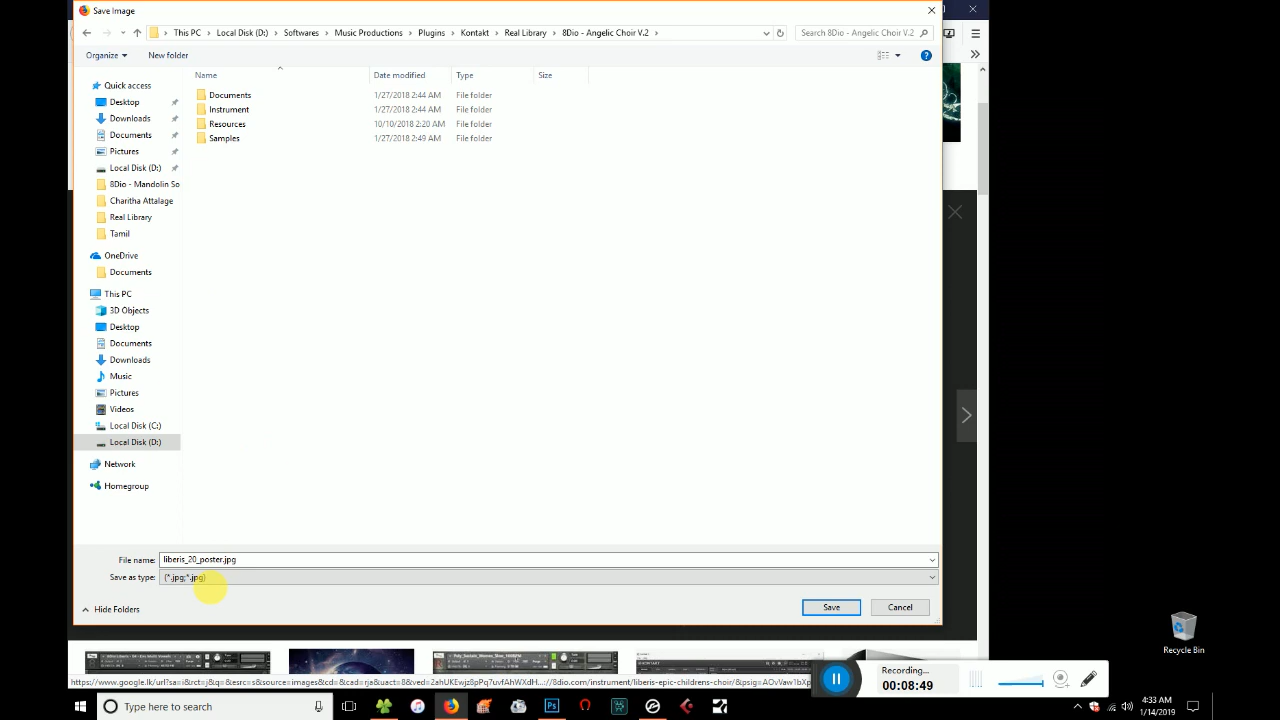 Save Image
This PC > Local Disk (D:) > Softwares > Music Productions > Plugins > Kontakt > Real Library > 8Dio - Angelic Choir V.2 >
Search 8Dio - Angelic Choir V.2
Organize
New folder
Name Date modified Type Size
Documents 1/27/2018 2:44 AM File folder
Instrument 1/27/2018 2:44 AM File folder
Resources 10/10/2018 2:20 AM File folder
Samples 1/27/2018 2:49 AM File folder
Quick access
Desktop
Downloads
Documents
Pictures
Local Disk (D:)
8Dio - Mandolin So
Charitha Attalage
Real Library
Tamil
OneDrive
Documents
This PC
3D Objects
Desktop
Documents
Downloads
Music
Pictures
Videos
Local Disk (C:)
Local Disk (D:)
Network
Homegroup
File name: liberis_20_poster.jpg
Save as type: (*.jpg;*.jpg)
Hide Folders
Save
Cancel
Recycle Bin
Recording...
00:08:49
Type here to search
4:33 AM
1/14/2019